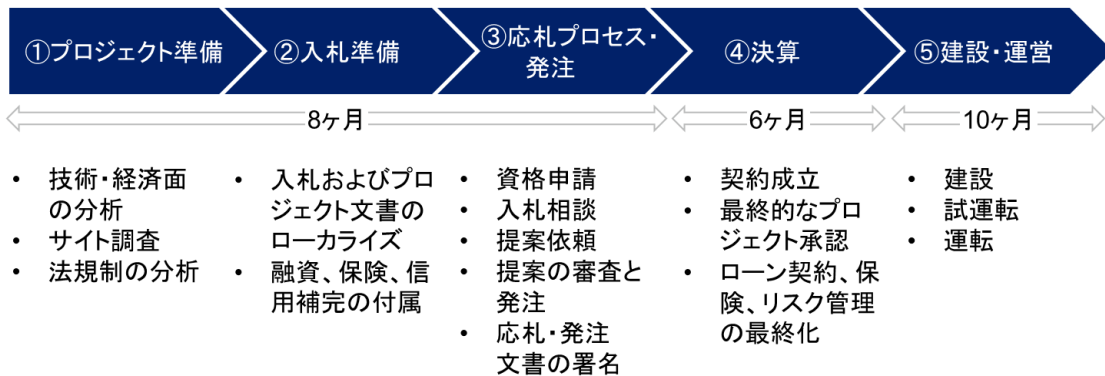 ①プロジェクト準備
②入札準備
③応札プロセス・
発注
④決算
⑤建設・運営
8ヶ月
6ヶ月
10ヶ月
• 技術・経済面
の分析
• サイト調査
• 法規制の分析
• 入札およびプロ
ジェクト文書の
ローカライズ
• 融資、保険、信
用補完の付属
• 資格申請
• 入札相談
• 提案依頼
• 提案の審査と
発注
• 応札・発注
文書の署名
• 契約成立
• 最終的なプロ
ジェクト承認
• ローン契約、保
険、リスク管理
の最終化
• 建設
• 試運転
• 運転